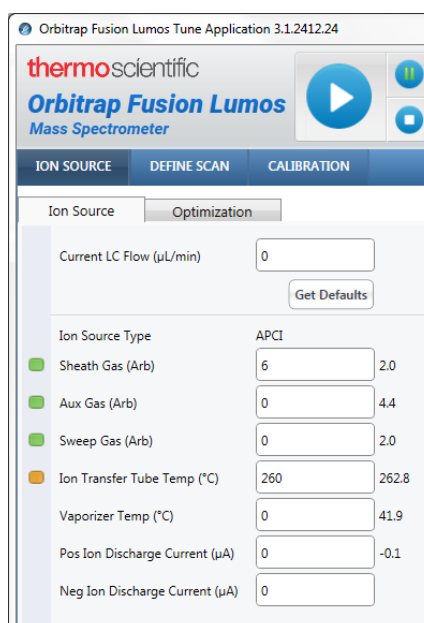 Orbitrap Fusion Lumos Tune Application 3.1.2412.24
thermo scientific
Orbitrap Fusion Lumos
Mass Spectrometer
ION SOURCE DEFINE SCAN CALIBRATION
Ion Source Optimization
Current LC Flow (µL/min) 0
Get Defaults
Ion Source Type APCI
Sheath Gas (Arb) 6 2.0
Aux Gas (Arb) 0 4.4
Sweep Gas (Arb) 0 2.0
Ion Transfer Tube Temp (°C) 260 262.8
Vaporizer Temp (°C) 0 41.9
Pos Ion Discharge Current (µA) 0 -0.1
Neg Ion Discharge Current (µA) 0